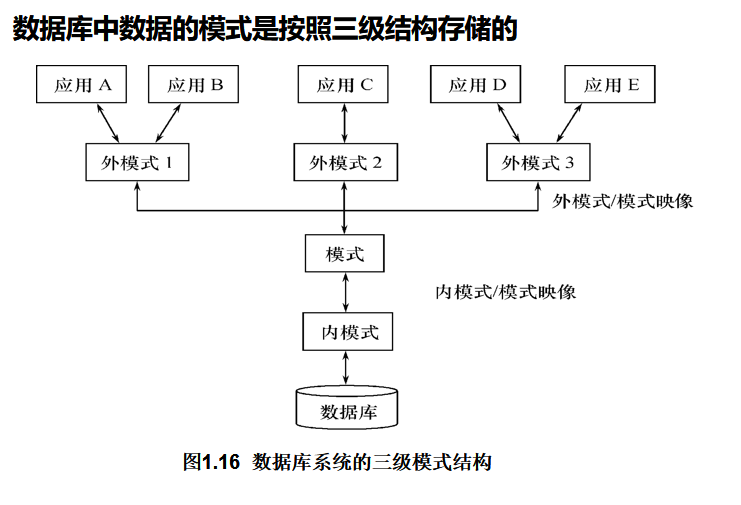 数据库中数据的模式是按照三级结构存储的
应用 A 应用 B 应用 C 应用 D 应用 E
外模式 1 外模式 2 外模式 3
外模式/模式映像
模式
内模式/模式映像
内模式
数据库
图1.16 数据库系统的三级模式结构